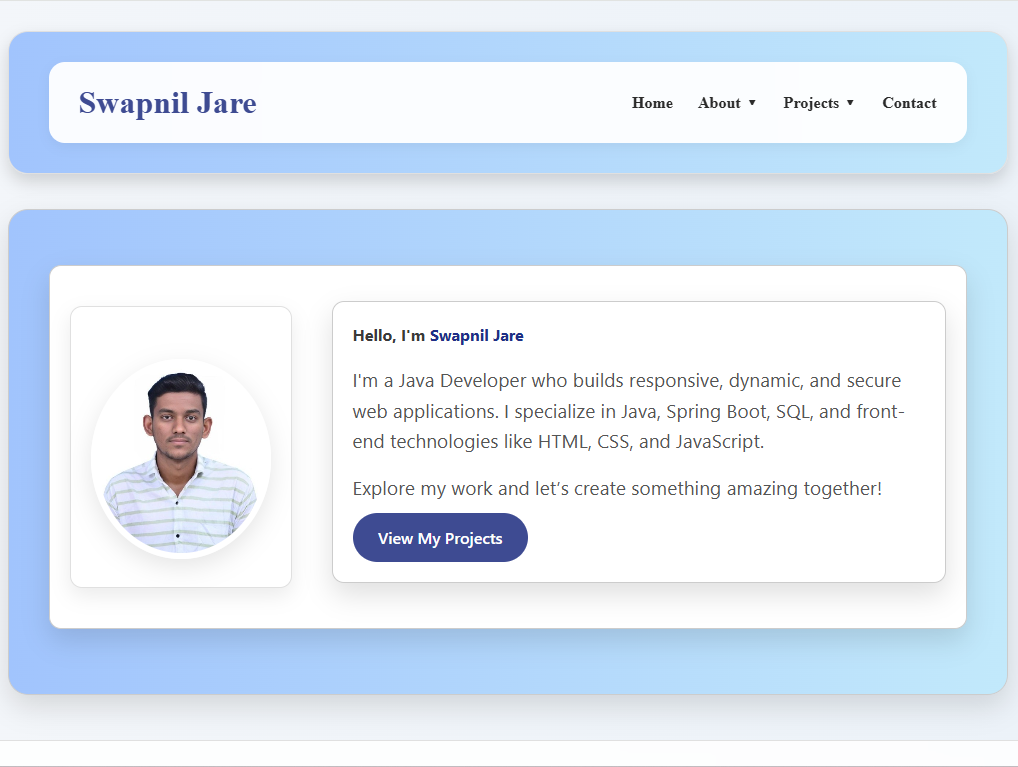 Swapnil Jare
Home About ▼ Projects ▼ Contact
Hello, I'm Swapnil Jare
I'm a Java Developer who builds responsive, dynamic, and secure
web applications. I specialize in Java, Spring Boot, SQL, and front-
end technologies like HTML, CSS, and JavaScript.
Explore my work and let’s create something amazing together!
View My Projects